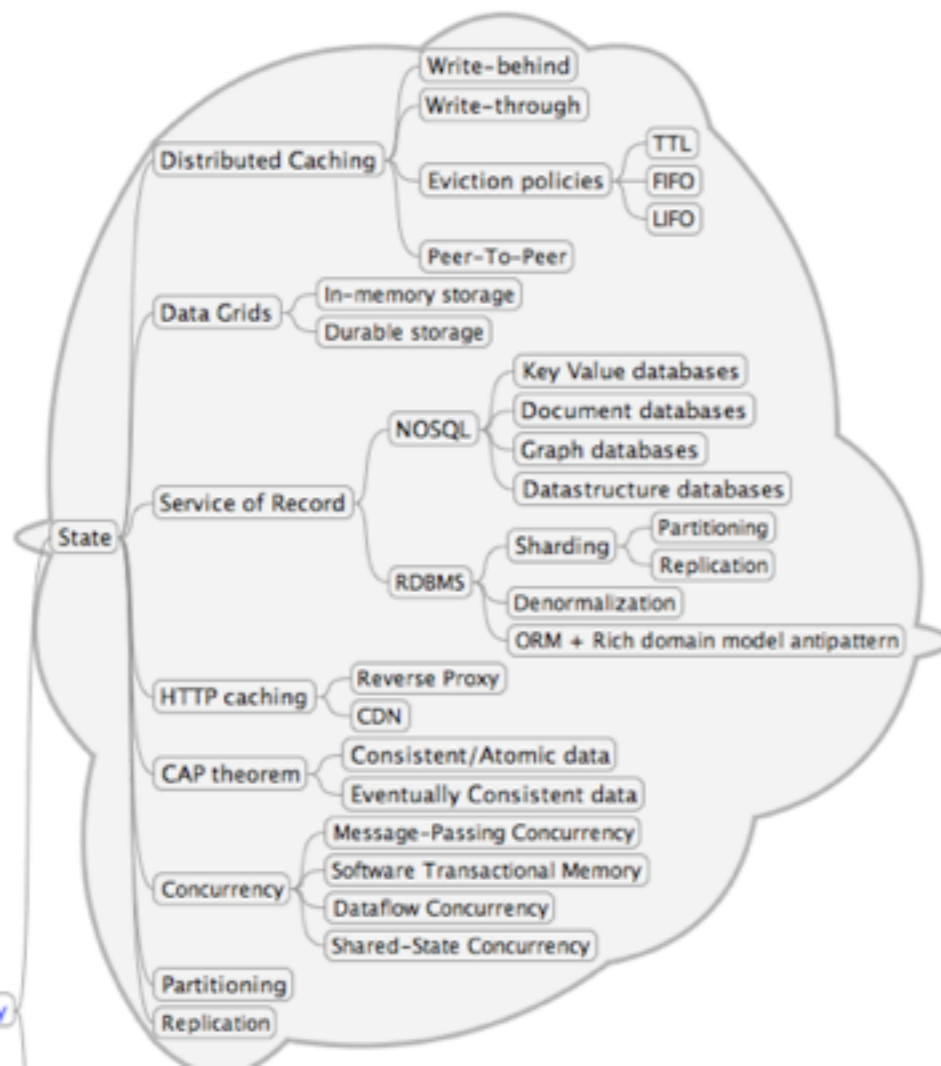 State
Distributed Caching
Write-behind
Write-through
Eviction policies
TTL
FIFO
LIFO
Peer-To-Peer
Data Grids
In-memory storage
Durable storage
Service of Record
NOSQL
Key Value databases
Document databases
Graph databases
Datastructure databases
RDBMS
Sharding
Partitioning
Replication
Denormalization
ORM + Rich domain model antipattern
HTTP caching
Reverse Proxy
CDN
CAP theorem
Consistent/Atomic data
Eventually Consistent data
Concurrency
Message-Passing Concurrency
Software Transactional Memory
Dataflow Concurrency
Shared-State Concurrency
Partitioning
Replication